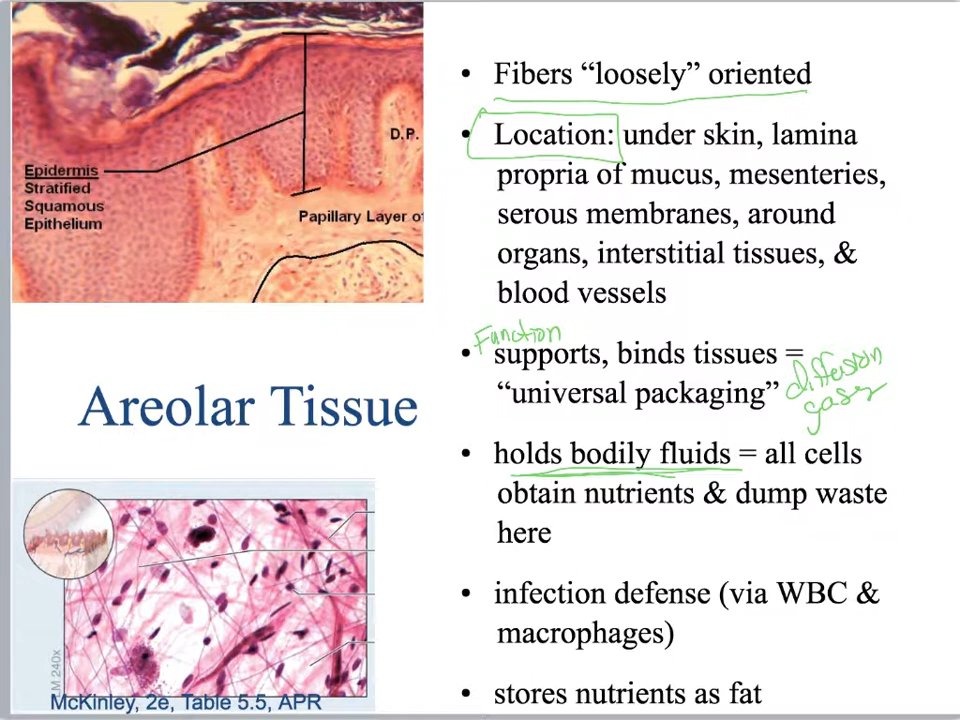 Epidermis
Stratified
Squamous
Epithelium
D.P.
Papillary Layer of
Areolar Tissue
LM 240x
McKinley, 2e, Table 5.5, APR
• Fibers “loosely” oriented
• Location: under skin, lamina
propria of mucus, mesenteries,
serous membranes, around
organs, interstitial tissues, &
blood vessels
Function
• supports, binds tissues =
“universal packaging”
diffusion
gases
• holds bodily fluids = all cells
obtain nutrients & dump waste
here
• infection defense (via WBC &
macrophages)
• stores nutrients as fat